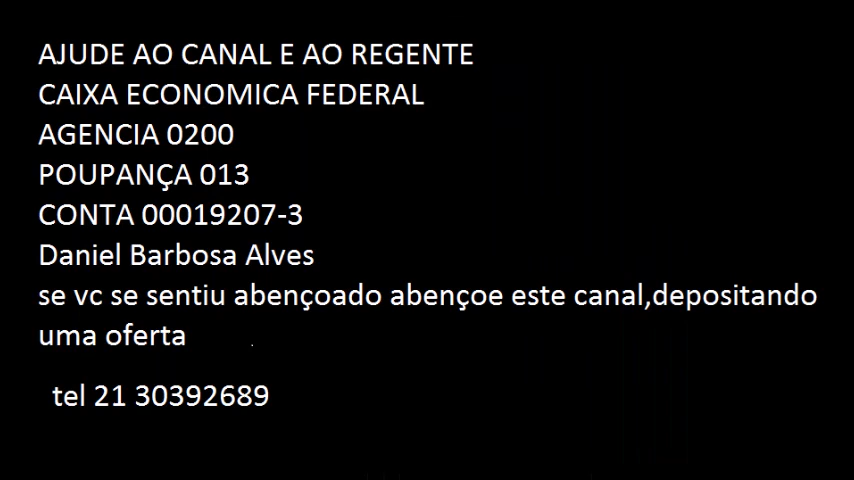 AJUDE AO CANAL E AO REGENTE
CAIXA ECONOMICA FEDERAL
AGENCIA 0200
POUPANÇA 013
CONTA 00019207-3
Daniel Barbosa Alves
se vc se sentiu abençoado abençoe este canal,depositando
uma oferta
tel 21 30392689